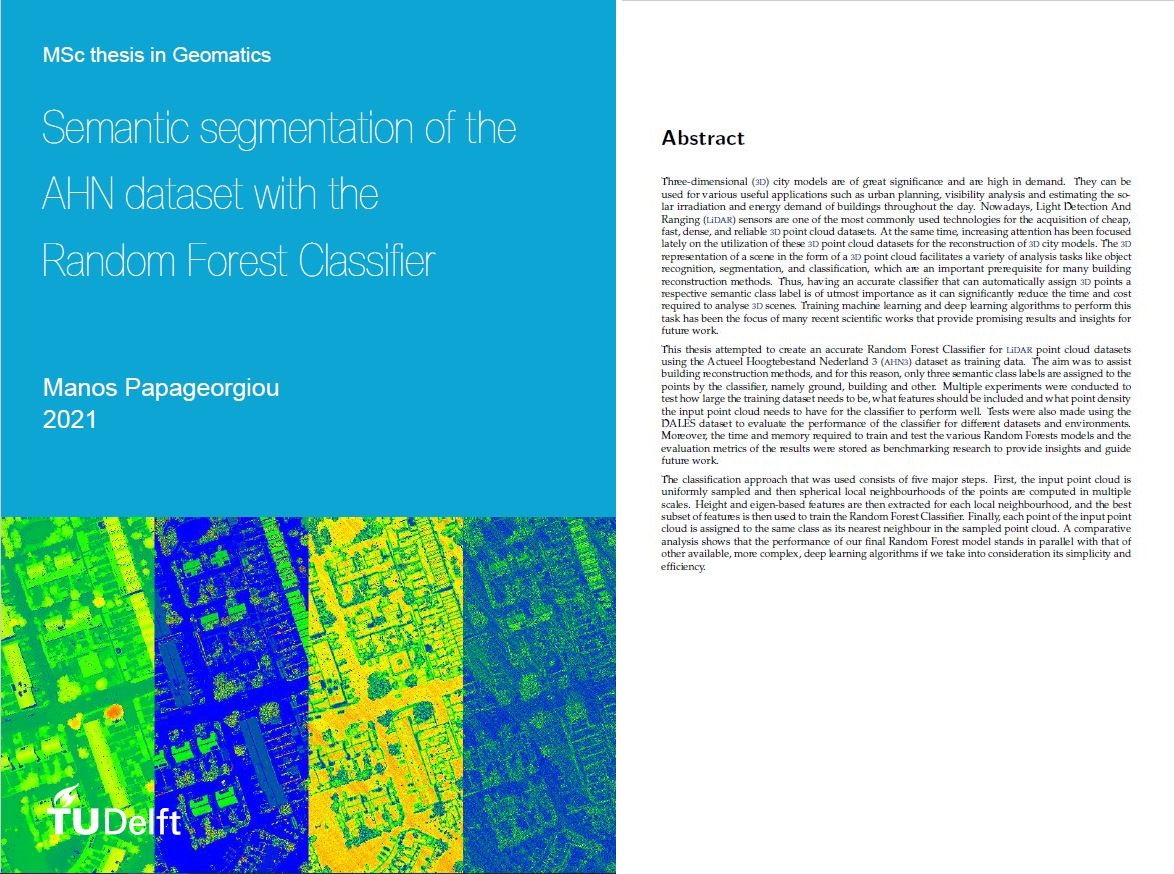 MSc thesis in Geomatics
Semantic segmentation of the
AHN dataset with the
Random Forest Classifier
Manos Papageorgiou
2021
TUDelft
Abstract
Three-dimensional (3D) city models are of great significance and are high in demand. They can be
used for various useful applications such as urban planning, visibility analysis and estimating the so-
lar irradiation and energy demand of buildings throughout the day. Nowadays, Light Detection And
Ranging (LiDAR) sensors are one of the most commonly used technologies for the acquisition of cheap,
fast, dense, and reliable 3D point cloud datasets. At the same time, increasing attention has been focused
lately on the utilization of these 3D point cloud datasets for the reconstruction of 3D city models. The 3D
representation of a scene in the form of a 3D point cloud facilitates a variety of analysis tasks like object
recognition, segmentation, and classification, which are an important prerequisite for many building
reconstruction methods. Thus, having an accurate classifier that can automatically assign 3D points a
respective semantic class label is of utmost importance as it can significantly reduce the time and cost
required to analyse 3D scenes. Training machine learning and deep learning algorithms to perform this
task has been the focus of many recent scientific works that provide promising results and insights for
future work.
This thesis attempted to create an accurate Random Forest Classifier for LiDAR point cloud datasets
using the Actueel Hoogtebestand Nederland 3 (AHN3) dataset as training data. The aim was to assist
building reconstruction methods, and for this reason, only three semantic class labels are assigned to the
points by the classifier, namely ground, building and other. Multiple experiments were conducted to
test how large the training dataset needs to be, what features should be included and what point density
the input point cloud needs to have for the classifier to perform well. Tests were also made using the
DALES dataset to evaluate the performance of the classifier for different datasets and environments.
Moreover, the time and memory required to train and test the various Random Forests models and the
evaluation metrics of the results were stored as benchmarking research to provide insights and guide
future work.
The classification approach that was used consists of five major steps. First, the input point cloud is
uniformly sampled and then spherical local neighbourhoods of the points are computed in multiple
scales. Height and eigen-based features are then extracted for each local neighbourhood, and the best
subset of features is then used to train the Random Forest Classifier. Finally, each point of the input point
cloud is assigned to the same class as its nearest neighbour in the sampled point cloud. A comparative
analysis shows that the performance of our final Random Forest model stands in parallel with that of
other available, more complex, deep learning algorithms if we take into consideration its simplicity and
efficiency.